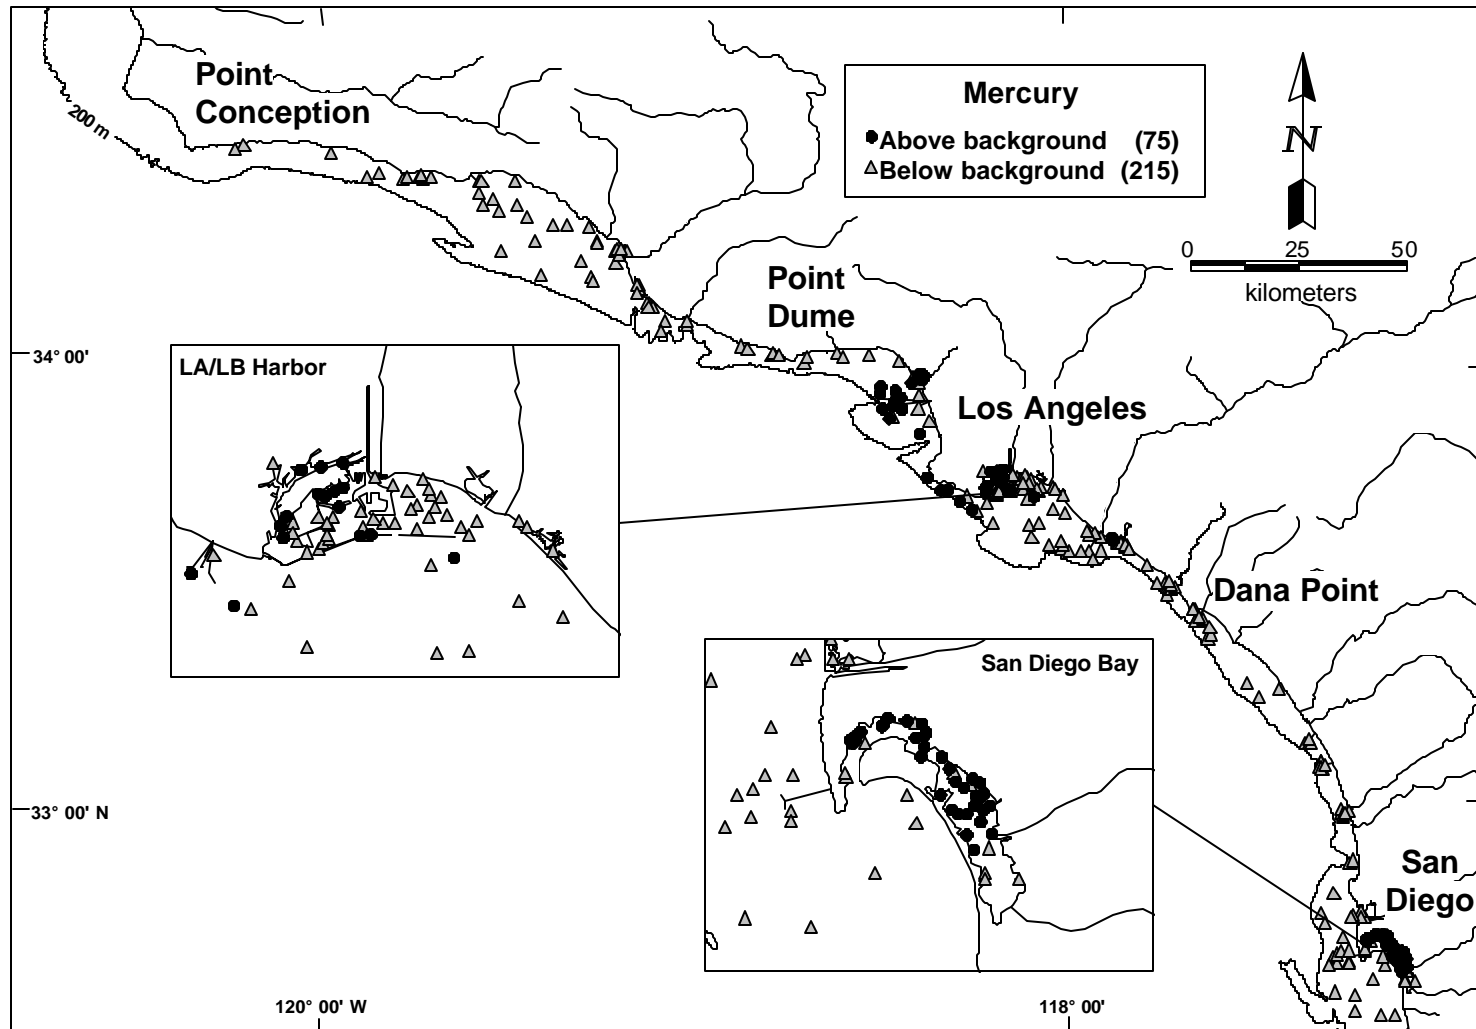 Point
Conception
200 m
Mercury
Above background (75)
Below background (215)
N
0 25 50
kilometers
Point
Dume
34° 00'
LA/LB Harbor
Los Angeles
Dana Point
San Diego Bay
33° 00' N
San
Diego
120° 00' W
118° 00'